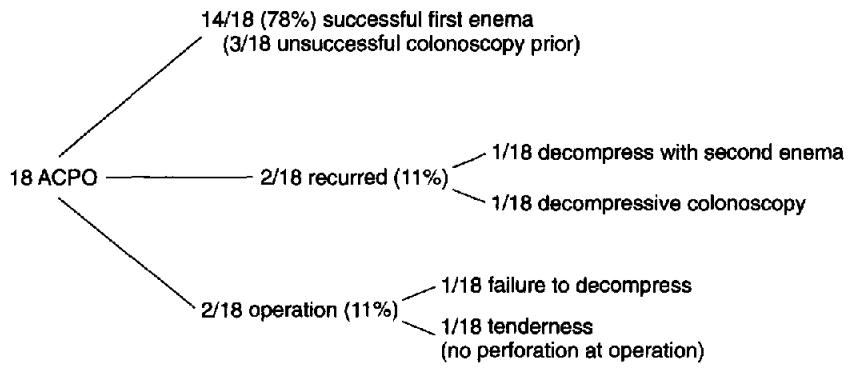 14/18 (78%) successful first enema
(3/18 unsuccessful colonoscopy prior)
18 ACPO
2/18 recurred (11%)
1/18 decompress with second enema
1/18 decompressive colonoscopy
2/18 operation (11%)
1/18 failure to decompress
1/18 tenderness
(no perforation at operation)